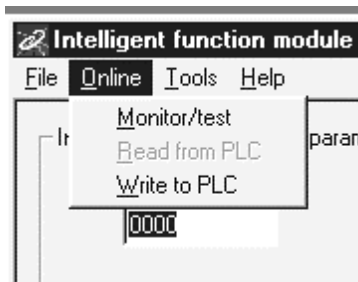 Intelligent function module
File Online Tools Help
Monitor/test
Read from PLC
Write to PLC
0000